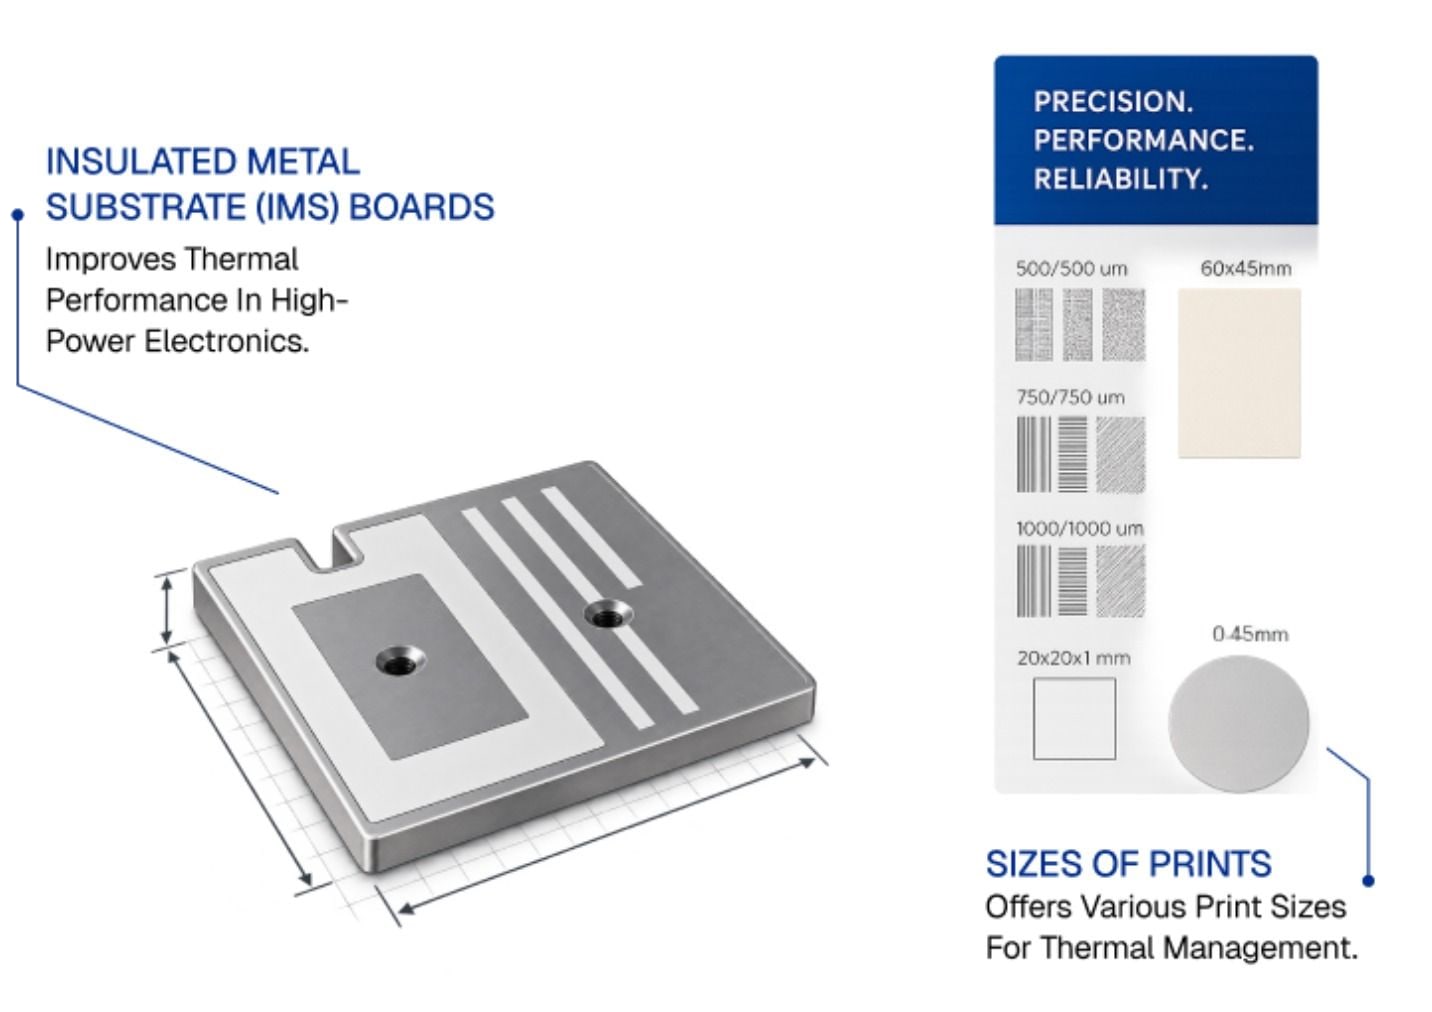 INSULATED METAL
SUBSTRATE (IMS) BOARDS
Improves Thermal
Performance In High-
Power Electronics.
PRECISION.
PERFORMANCE.
RELIABILITY.
500/500 um
60x45mm
750/750 um
1000/1000 um
0-45mm
20x20x1 mm
SIZES OF PRINTS
Offers Various Print Sizes
For Thermal Management.